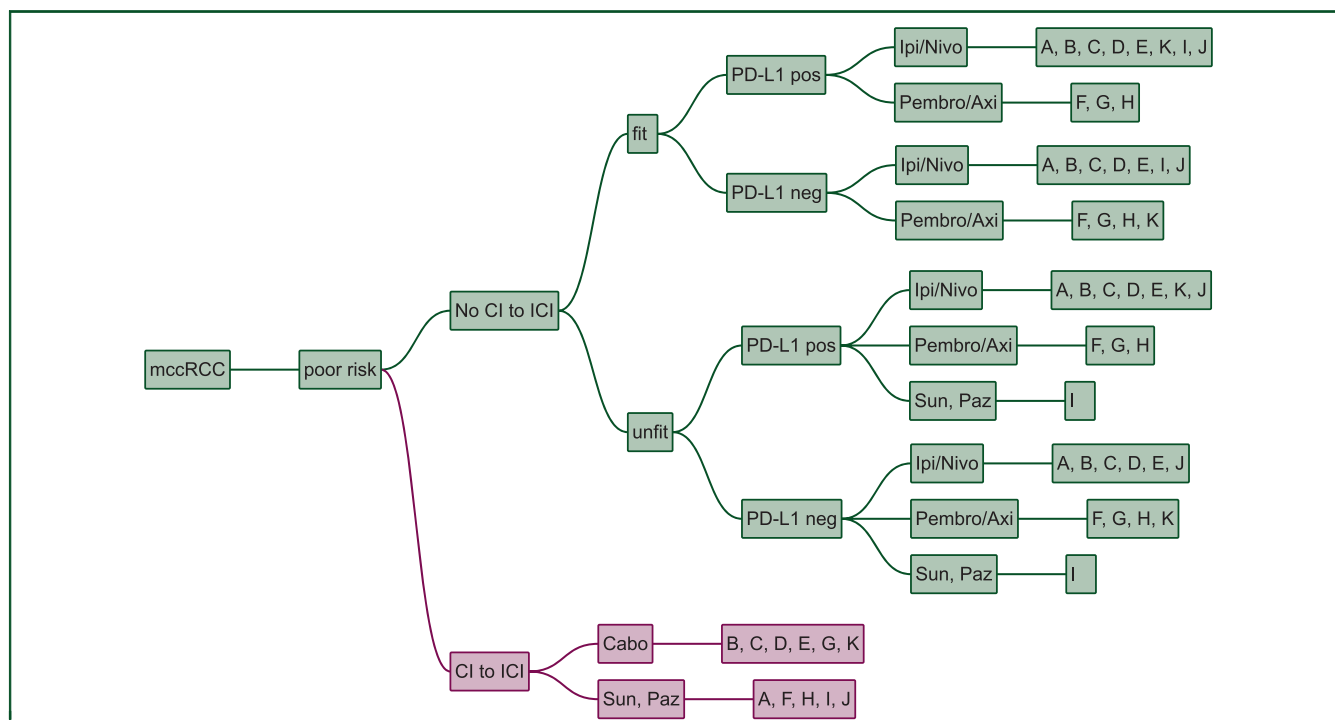 Ipi/Nivo
A, B, C, D, E, K, I, J
PD-L1 pos
Pembro/Axi
F, G, H
fit
Ipi/Nivo
A, B, C, D, E, I, J
PD-L1 neg
Pembro/Axi
F, G, H, K
No CI to ICI
Ipi/Nivo
A, B, C, D, E, K, J
PD-L1 pos
Pembro/Axi
F, G, H
mccRCC
poor risk
Sun, Paz
I
unfit
Ipi/Nivo
A, B, C, D, E, J
PD-L1 neg
Pembro/Axi
F, G, H, K
Sun, Paz
I
Cabo
B, C, D, E, G, K
CI to ICI
Sun, Paz
A, F, H, I, J